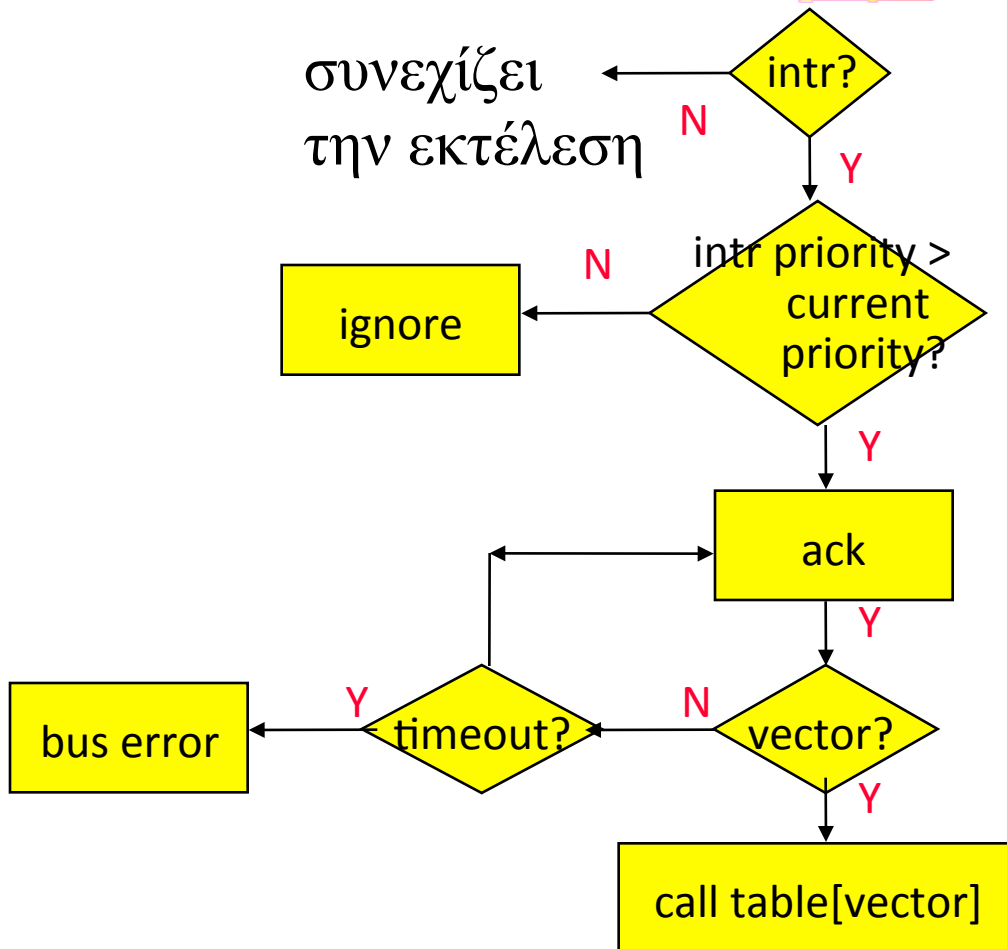 intr?
συνεχίζει
την εκτέλεση
N
Y
intr priority >
current
priority?
N
ignore
Y
ack
Y
bus error
Y
timeout?
N
vector?
Y
call table[vector]